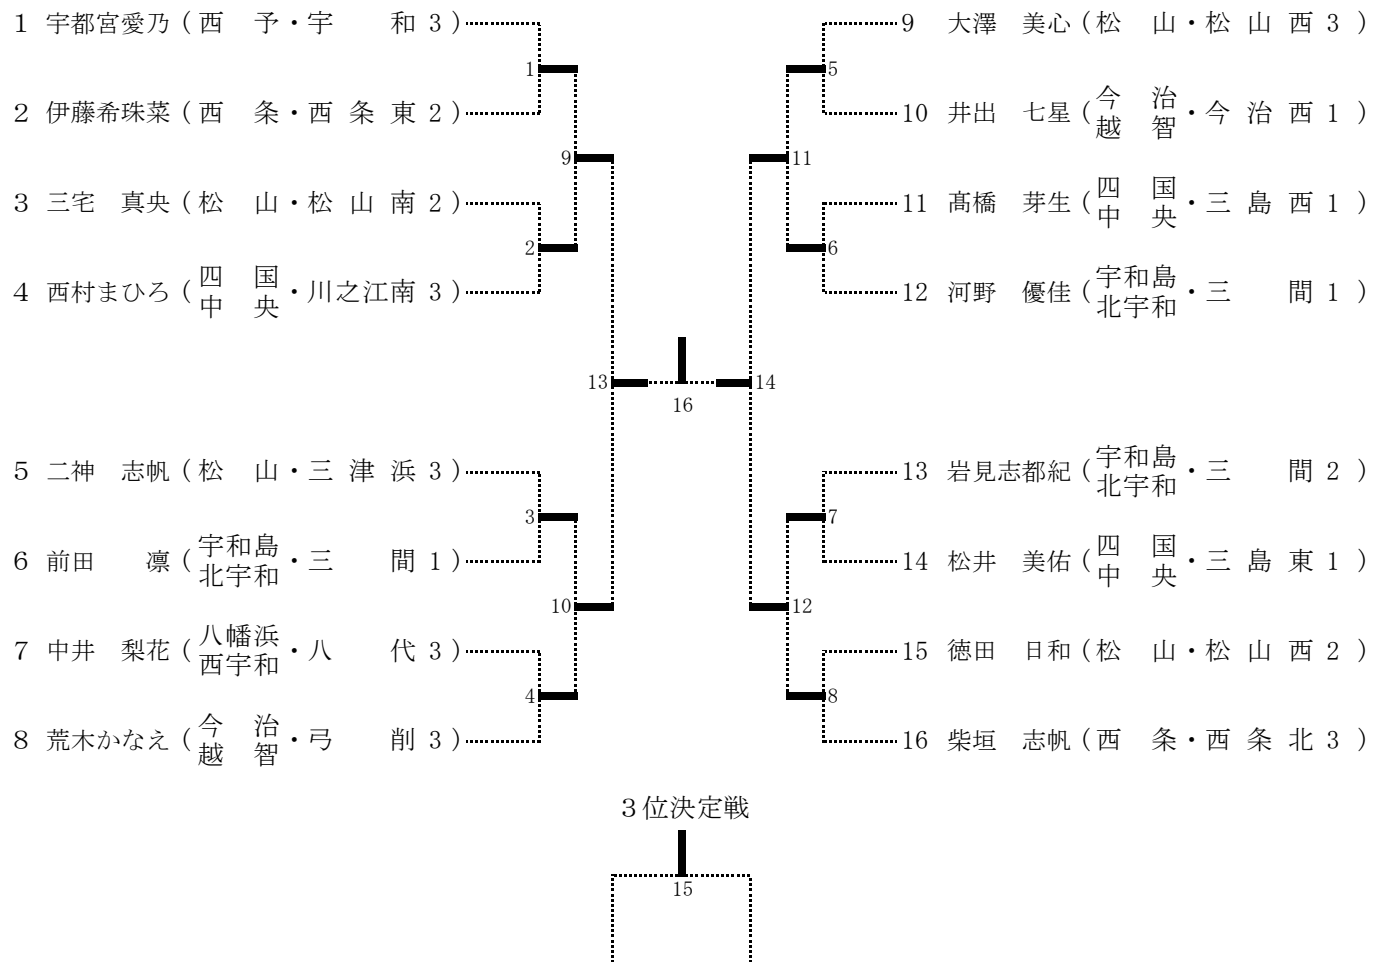 1 宇都宮愛乃 ( 西 予・宇 和 3 )
1
2 伊藤希珠菜 ( 西 条・西 条 東 2 )
9
3 三宅 真央 ( 松 山・松 山 南 2 )
2
4 西村まひろ ( 四国中央・川之江南 3 )
13
5 二神 志帆 ( 松 山・三 津 浜 3 )
3
6 前田 凛 ( 宇和島北宇和・三 間 1 )
10
7 中井 梨花 ( 八幡浜西宇和・八 代 3 )
4
8 荒木かなえ ( 今治越智・弓 削 3 )
16
9 大澤 美心 ( 松 山・松 山 西 3 )
5
10 井出 七星 ( 今治越智・今 治 西 1 )
11
11 髙橋 芽生 ( 四国中央・三 島 西 1 )
6
12 河野 優佳 ( 宇和島北宇和・三 間 1 )
14
13 岩見志都紀 ( 宇和島北宇和・三 間 2 )
7
14 松井 美佑 ( 四国中央・三 島 東 1 )
12
15 徳田 日和 ( 松 山・松 山 西 2 )
8
16 柴垣 志帆 ( 西 条・西 条 北 3 )
３位決定戦
15